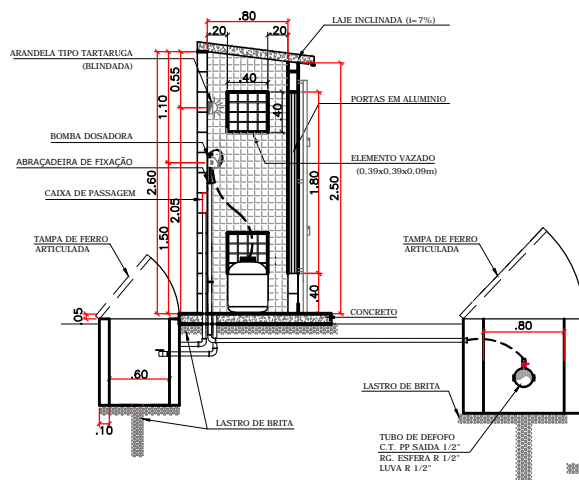 .80
LAJE INCLINADA (i=7%)
.20
.20
ARANDELA TIPO TARTARUGA
(BLINDADA)
0.55
1.10
.40
.40
PORTAS EM ALUMINIO
BOMBA DOSADORA
ABRAÇADEIRA DE FIXAÇÃO
ELEMENTO VAZADO
(0,39x0,39x0,09m)
CAIXA DE PASSAGEM
2.60
2.05
1.80
2.50
1.50
TAMPA DE FERRO
ARTICULADA
TAMPA DE FERRO
ARTICULADA
.40
CONCRETO
.05
.80
.60
.10
LASTRO DE BRITA
LASTRO DE BRITA
TUBO DE DEFOFO
C.T. PP SAIDA 1/2"
RG. ESFERA R 1/2"
LUVA R 1/2"